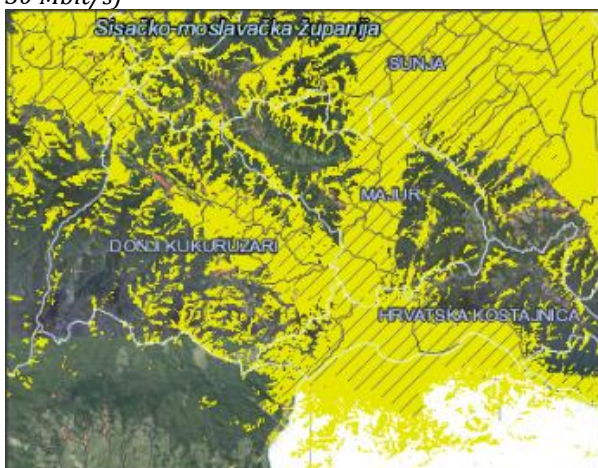 30 Mbit/s)
Sisačko-moslavačka županija
SUNJA
MAJUR
DONJI KUKURUZARI
HRVATSKA KOSTAJNICA